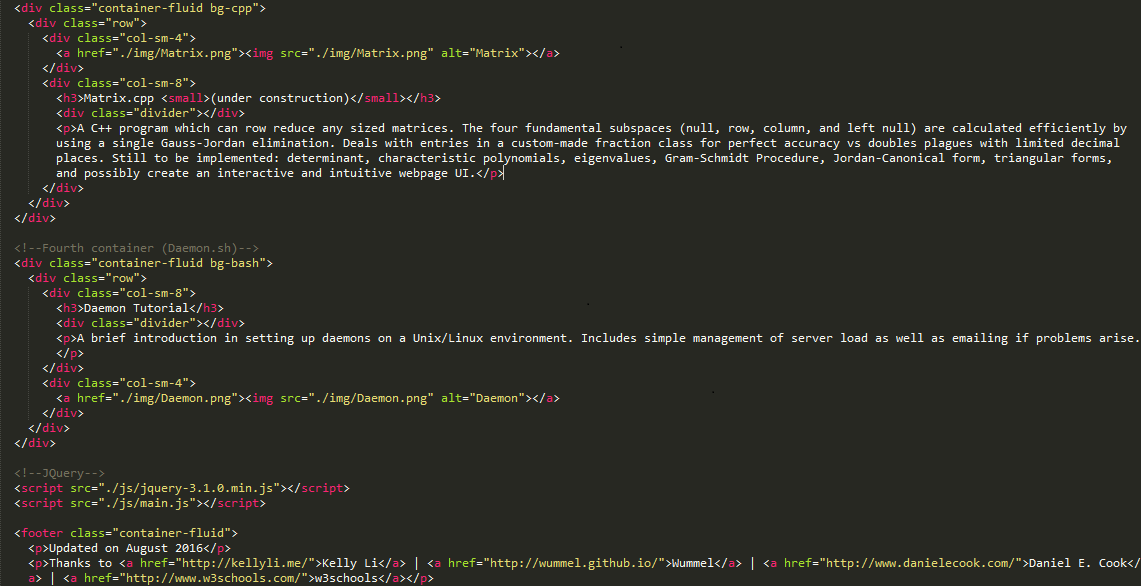 <div class="container-fluid bg-cpp">
<div class="row">
<div class="col-sm-4">
<a href="./img/Matrix.png"><img src="./img/Matrix.png" alt="Matrix"></a>
</div>
<div class="col-sm-8">
<h3>Matrix.cpp <small>(under construction)</small></h3>
<div class="divider"></div>
<p>A C++ program which can row reduce any sized matrices. The four fundamental subspaces (null, row, column, and left null) are calculated efficiently by
using a single Gauss-Jordan elimination. Deals with entries in a custom-made fraction class for perfect accuracy vs doubles plagues with limited decimal
places. Still to be implemented: determinant, characteristic polynomials, eigenvalues, Gram-Schmidt Procedure, Jordan-Canonical form, triangular forms,
and possibly create an interactive and intuitive webpage UI.</p>
</div>
</div>
</div>
<!--Fourth container (Daemon.sh)-->
<div class="container-fluid bg-bash">
<div class="row">
<div class="col-sm-8">
<h3>Daemon Tutorial</h3>
<div class="divider"></div>
<p>A brief introduction in setting up daemons on a Unix/Linux environment. Includes simple management of server load as well as emailing if problems arise.
</p>
</div>
<div class="col-sm-4">
<a href="./img/Daemon.png"><img src="./img/Daemon.png" alt="Daemon"></a>
</div>
</div>
</div>
<!--JQuery-->
<script src="./js/jquery-3.1.0.min.js"></script>
<script src="./js/main.js"></script>
<footer class="container-fluid">
<p>Updated on August 2016</p>
<p>Thanks to <a href="http://kellyli.me/">Kelly Li</a> | <a href="http://wummel.github.io/">Wummel</a> | <a href="http://www.danielecook.com/">Daniel E. Cook</
a> | <a href="http://www.w3schools.com/">w3schools</a></p>